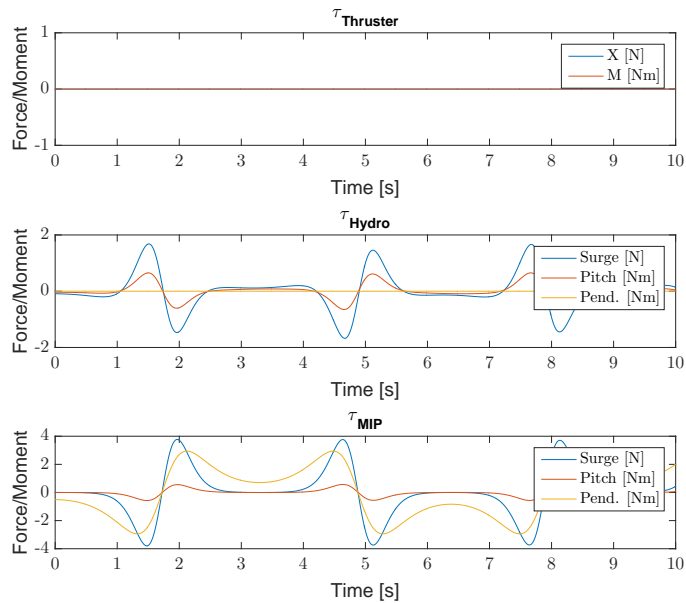 τThruster
Force/Moment
1
0
-1
X [N]
M [Nm]
0 1 2 3 4 5 6 7 8 9 10
Time [s]
τHydro
Force/Moment
2
0
-2
Surge [N]
Pitch [Nm]
Pend. [Nm]
0 1 2 3 4 5 6 7 8 9 10
Time [s]
τMIP
Force/Moment
4
2
0
-2
-4
Surge [N]
Pitch [Nm]
Pend. [Nm]
0 1 2 3 4 5 6 7 8 9 10
Time [s]